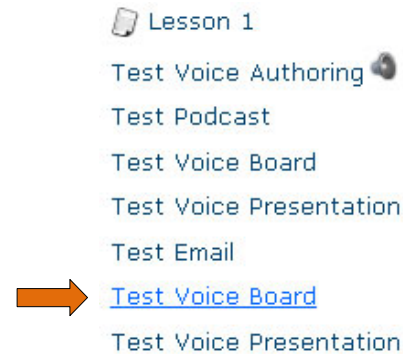 Lesson 1
Test Voice Authoring
Test Podcast
Test Voice Board
Test Voice Presentation
Test Email
Test Voice Board
Test Voice Presentation